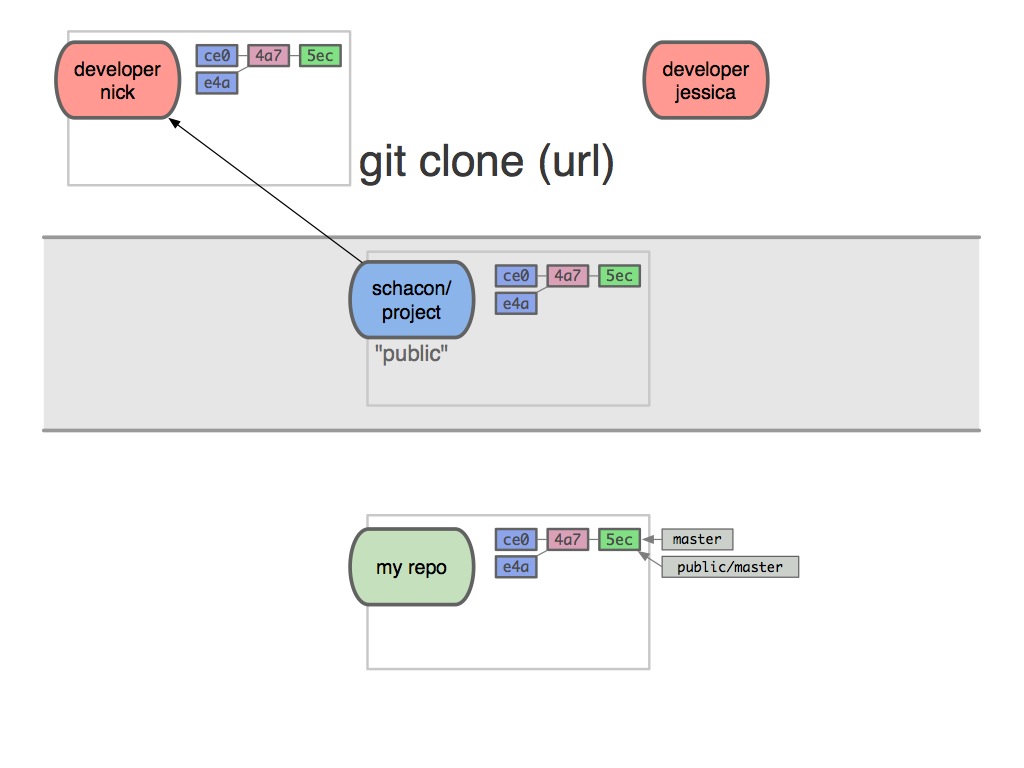 developer
nick
ce0 4a7 5ec
e4a
developer
jessica
git clone (url)
schacon/
project
"public"
ce0 4a7 5ec
e4a
my repo
ce0 4a7 5ec
e4a
master
public/master